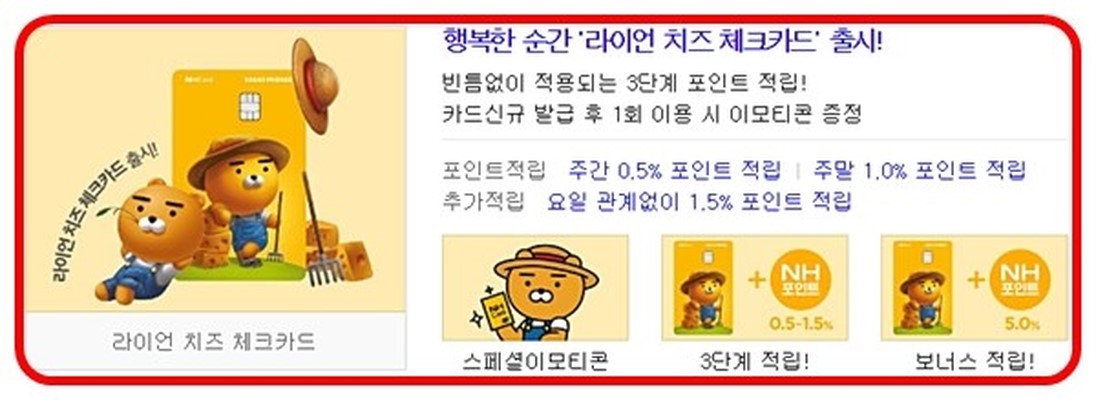 라이언 치즈 체크카드 출시!
라이언 치즈 체크카드
행복한 순간 '라이언 치즈 체크카드' 출시!
빈틈없이 적용되는 3단계 포인트 적립!
카드신규 발급 후 1회 이용 시 이모티콘 증정
포인트적립 주간 0.5% 포인트 적립 | 주말 1.0% 포인트 적립
추가적립 요일 관계없이 1.5% 포인트 적립
NH
스페셜이모티콘
+ NH
포인트
0.5-1.5%
3단계 적립!
+ NH
포인트
5.0%
보너스 적립!